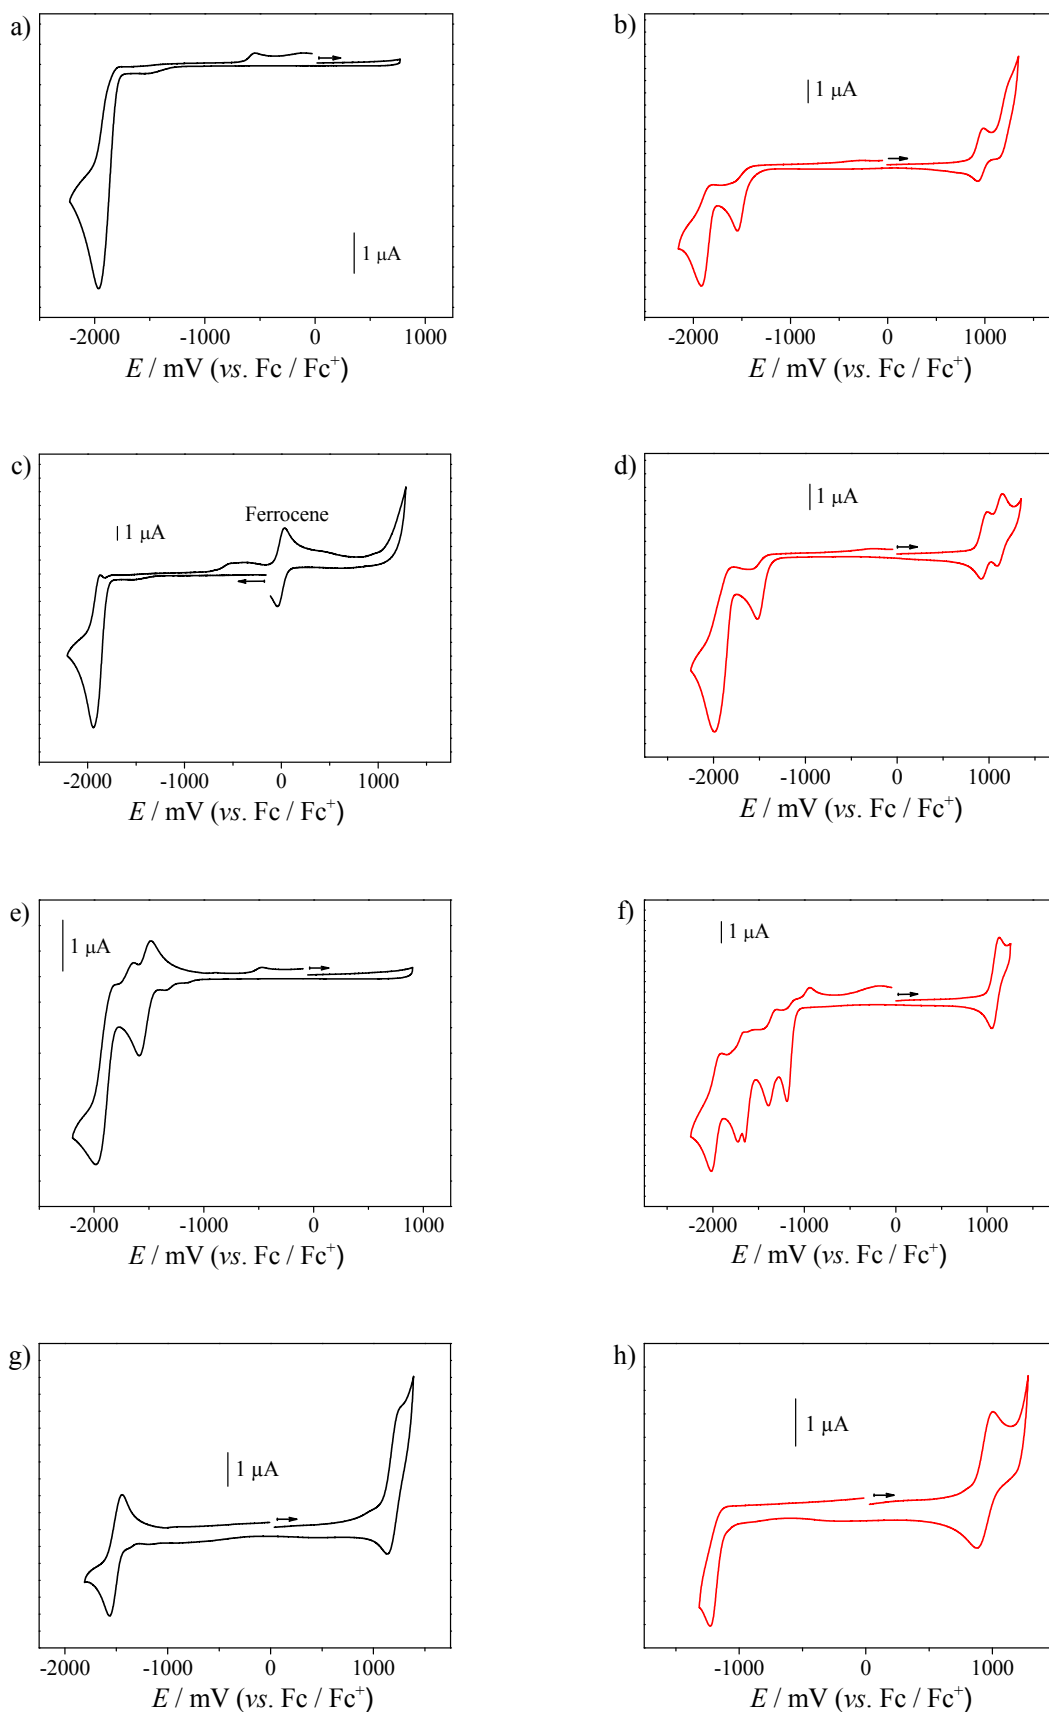 a)
1 μA
-2000 -1000 0 1000
E / mV (vs. Fc / Fc⁺)
b)
1 μA
-2000 -1000 0 1000
E / mV (vs. Fc / Fc⁺)
c)
Ferrocene
1 μA
-2000 -1000 0 1000
E / mV (vs. Fc / Fc⁺)
d)
1 μA
-2000 -1000 0 1000
E / mV (vs. Fc / Fc⁺)
e)
1 μA
-2000 -1000 0 1000
E / mV (vs. Fc / Fc⁺)
f)
1 μA
-2000 -1000 0 1000
E / mV (vs. Fc / Fc⁺)
g)
1 μA
-2000 -1000 0 1000
E / mV (vs. Fc / Fc⁺)
h)
1 μA
-1000 0 1000
E / mV (vs. Fc / Fc⁺)